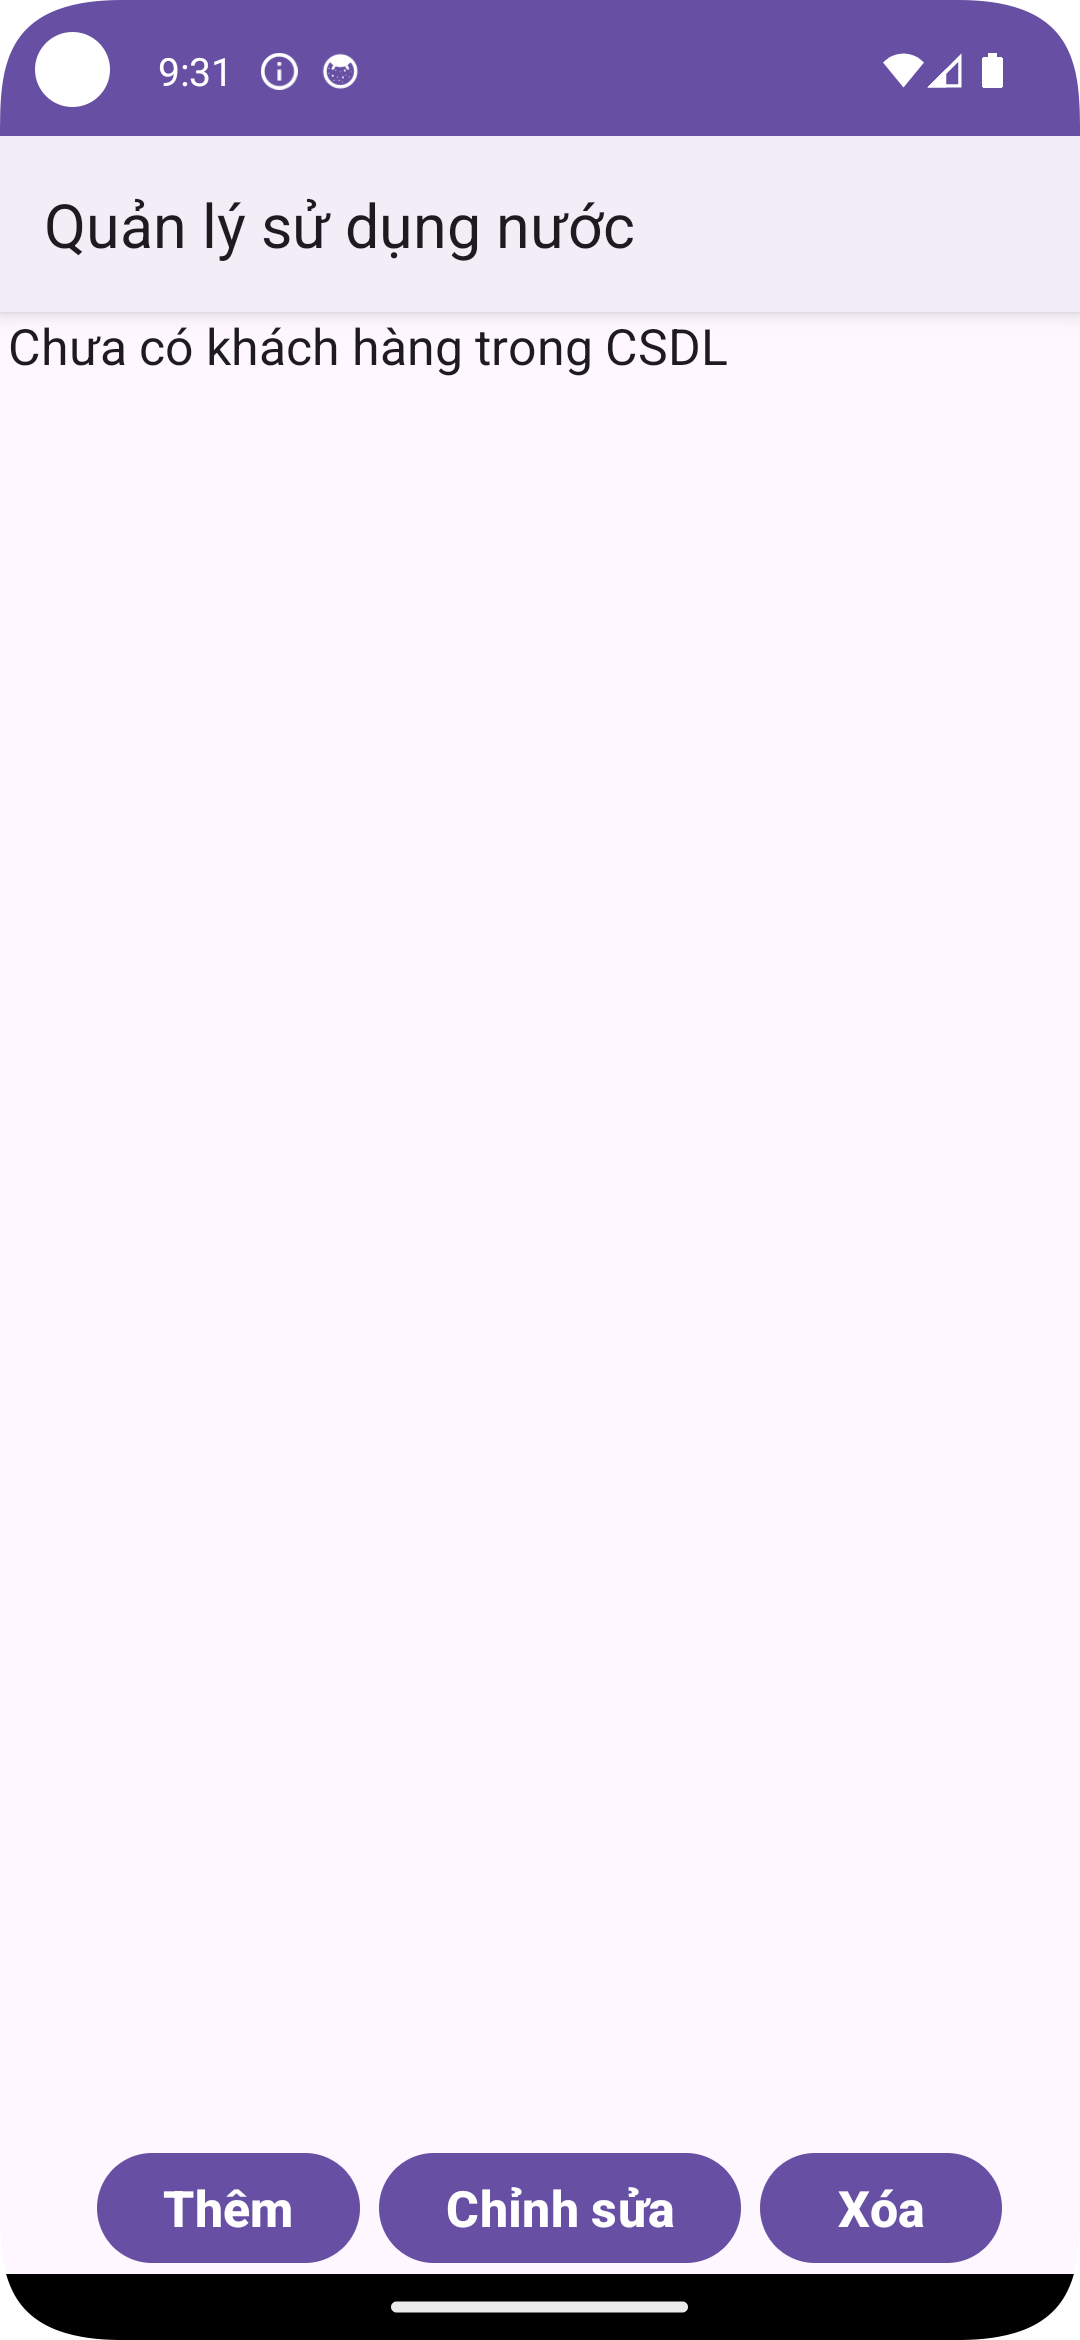 9:31
Quản lý sử dụng nước
Chưa có khách hàng trong CSDL
Thêm
Chỉnh sửa
Xóa